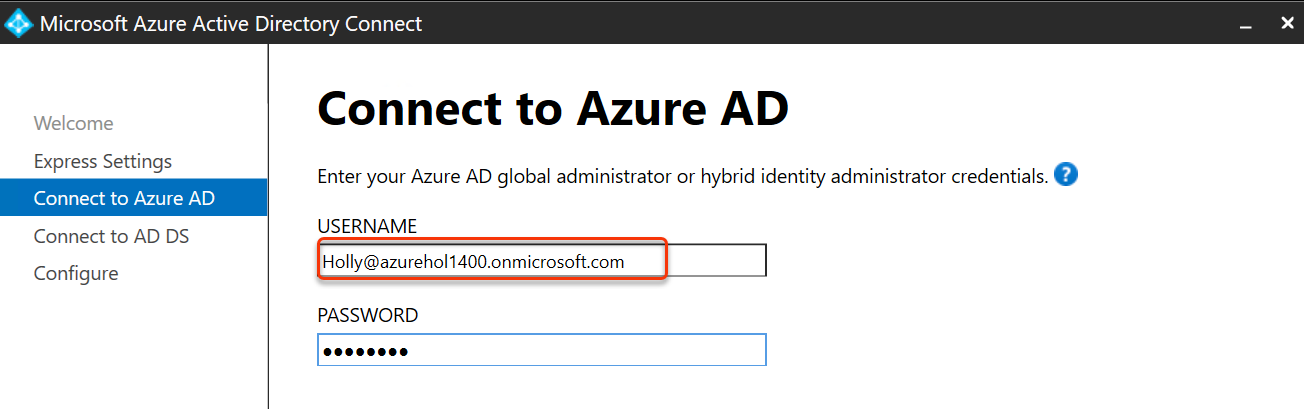 Microsoft Azure Active Directory Connect
Welcome
Express Settings
Connect to Azure AD
Connect to AD DS
Configure
Connect to Azure AD
Enter your Azure AD global administrator or hybrid identity administrator credentials. ?
USERNAME
Holly@azurehol1400.onmicrosoft.com
PASSWORD
●●●●●●●●